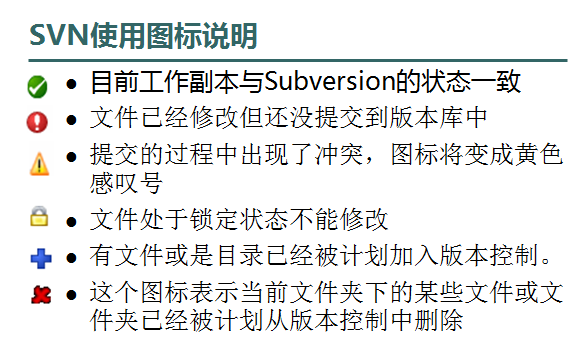 SVN使用图标说明
目前工作副本与Subversion的状态一致
文件已经修改但还没提交到版本库中
提交的过程中出现了冲突，图标将变成黄色
感叹号
文件处于锁定状态不能修改
有文件或是目录已经被计划加入版本控制。
这个图标表示当前文件夹下的某些文件或文
件夹已经被计划从版本控制中删除